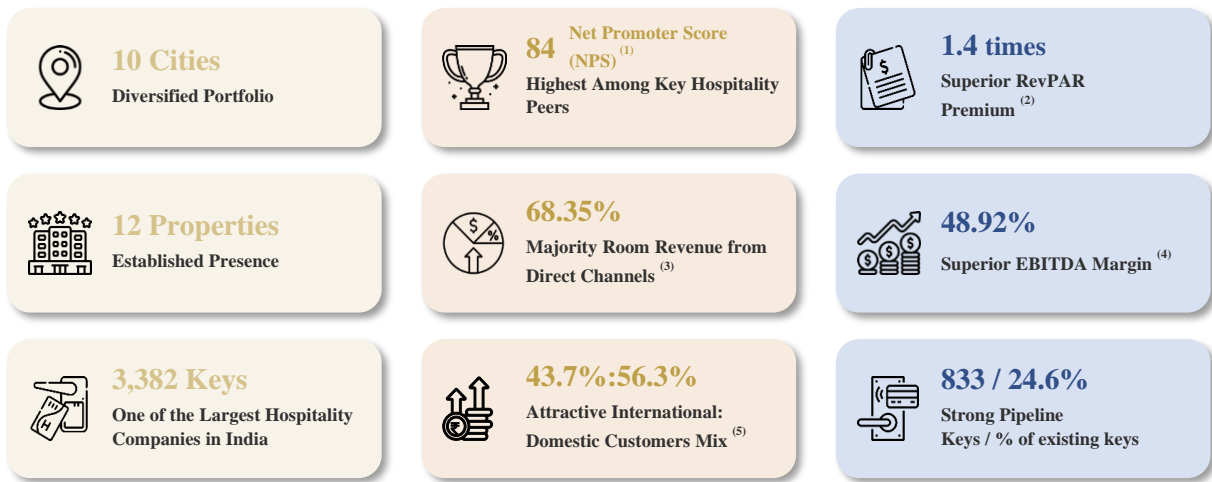 10 Cities
Diversified Portfolio
84 Net Promoter Score
(NPS) (1)
Highest Among Key Hospitality
Peers
1.4 times
Superior RevPAR
Premium (2)
12 Properties
Established Presence
68.35%
Majority Room Revenue from
Direct Channels (3)
48.92%
Superior EBITDA Margin (4)
3,382 Keys
One of the Largest Hospitality
Companies in India
43.7%:56.3%
Attractive International:
Domestic Customers Mix (5)
833 / 24.6%
Strong Pipeline
Keys / % of existing keys